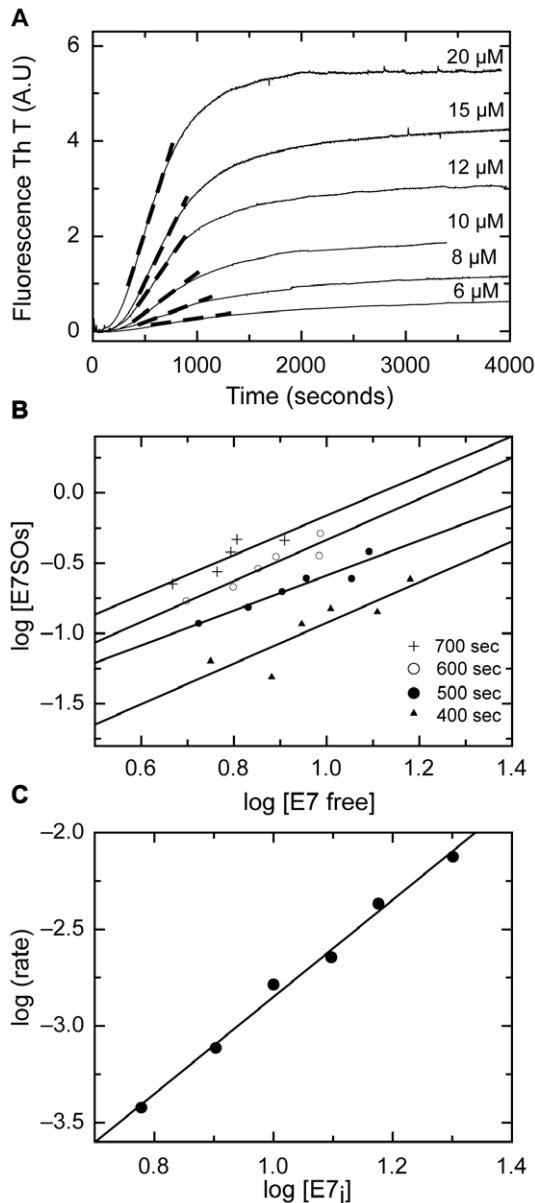 A
Fluorescence Th T (A.U)
6
4
2
0
20 µM
15 µM
12 µM
10 µM
8 µM
6 µM
0 1000 2000 3000 4000
Time (seconds)
B
log [E7SOs]
0.0
−0.5
−1.0
−1.5
+ 700 sec
○ 600 sec
● 500 sec
▲ 400 sec
0.6 0.8 1.0 1.2 1.4
log [E7 free]
C
log (rate)
−2.0
−2.5
−3.0
−3.5
0.8 1.0 1.2 1.4
log [E7i]